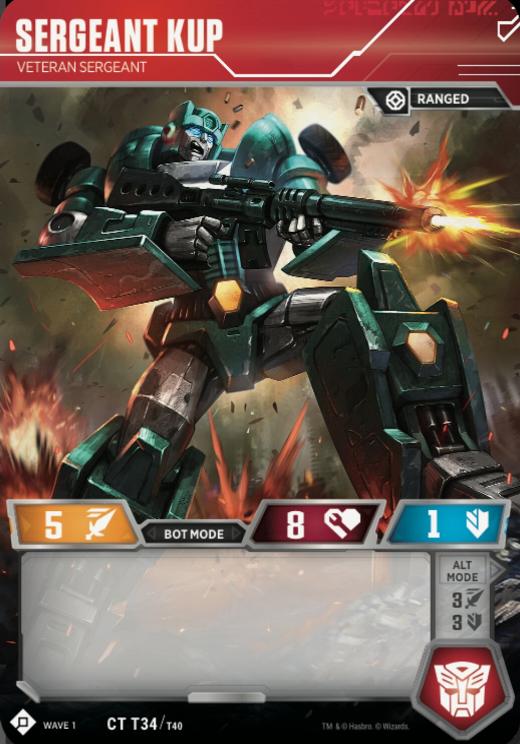 SERGEANT KUP
VETERAN SERGEANT
RANGED
5
BOT MODE
8
1
ALT
MODE
3
3
WAVE 1
CT T34/T40
TM & © Hasbro. © Wizards.